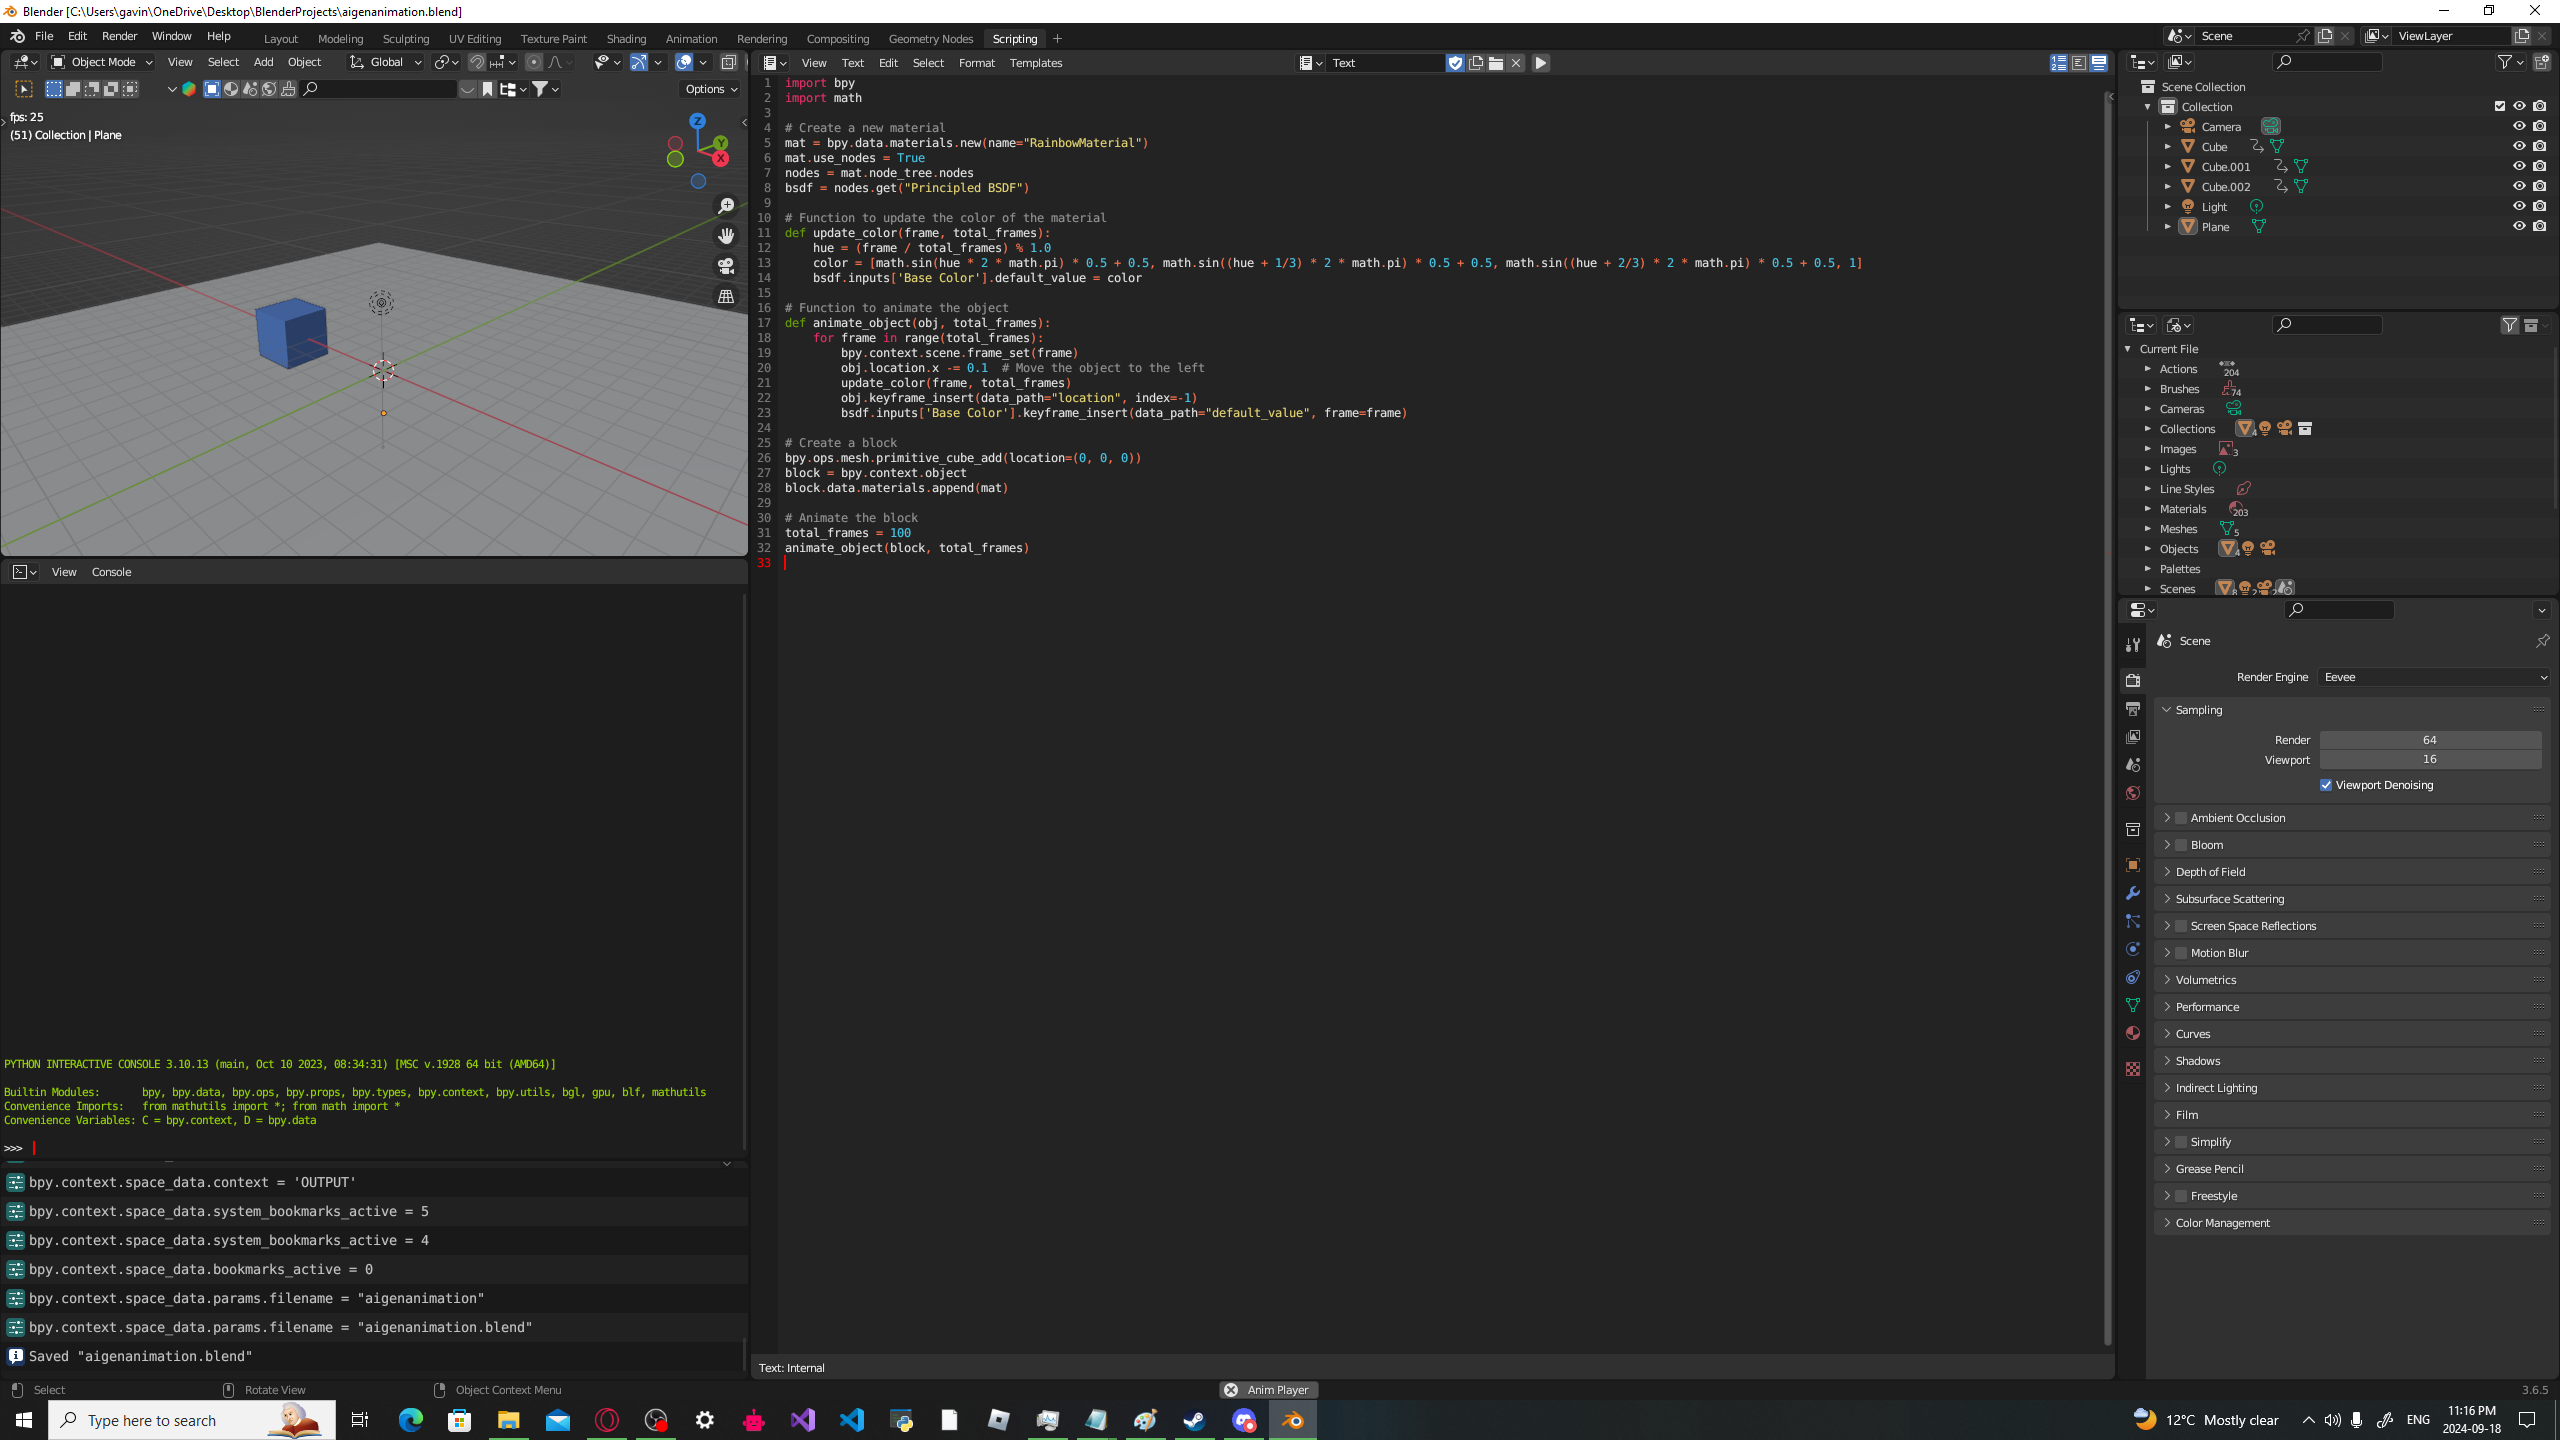 Blender [C:\Users\gavin\OneDrive\Desktop\BlenderProjects\aigenanimation.blend]
File Edit Render Window Help Layout Modeling Sculpting UV Editing Texture Paint Shading Animation Rendering Compositing Geometry Nodes Scripting Scene ViewLayer
Object Mode View Select Add Object Global
Options
fps: 25
(51) Collection | Plane
Z
Y
X
View Console
PYTHON INTERACTIVE CONSOLE 3.10.13 (main, Oct 10 2023, 08:34:31) [MSC v.1928 64 bit (AMD64)]
Builtin Modules: bpy, bpy.data, bpy.ops, bpy.props, bpy.types, bpy.context, bpy.utils, bgl, gpu, blf, mathutils
Convenience Imports: from mathutils import *; from math import *
Convenience Variables: C = bpy.context, D = bpy.data
>>>
bpy.context.space_data.context = 'OUTPUT'
bpy.context.space_data.system_bookmarks_active = 5
bpy.context.space_data.system_bookmarks_active = 4
bpy.context.space_data.bookmarks_active = 0
bpy.context.space_data.params.filename = "aigenanimation"
bpy.context.space_data.params.filename = "aigenanimation.blend"
Saved "aigenanimation.blend"
View Text Edit Select Format Templates Text
1 import bpy
2 import math
3
4 # Create a new material
5 mat = bpy.data.materials.new(name="RainbowMaterial")
6 mat.use_nodes = True
7 nodes = mat.node_tree.nodes
8 bsdf = nodes.get("Principled BSDF")
9
10 # Function to update the color of the material
11 def update_color(frame, total_frames):
12     hue = (frame / total_frames) % 1.0
13     color = [math.sin(hue * 2 * math.pi) * 0.5 + 0.5, math.sin((hue + 1/3) * 2 * math.pi) * 0.5 + 0.5, math.sin((hue + 2/3) * 2 * math.pi) * 0.5 + 0.5, 1]
14     bsdf.inputs['Base Color'].default_value = color
15
16 # Function to animate the object
17 def animate_object(obj, total_frames):
18     for frame in range(total_frames):
19         bpy.context.scene.frame_set(frame)
20         obj.location.x -= 0.1  # Move the object to the left
21         update_color(frame, total_frames)
22         obj.keyframe_insert(data_path="location", index=-1)
23         bsdf.inputs['Base Color'].keyframe_insert(data_path="default_value", frame=frame)
24
25 # Create a block
26 bpy.ops.mesh.primitive_cube_add(location=(0, 0, 0))
27 block = bpy.context.object
28 block.data.materials.append(mat)
29
30 # Animate the block
31 total_frames = 100
32 animate_object(block, total_frames)
33
Text: Internal
Scene Collection
Collection
Camera
Cube
Cube.001
Cube.002
Light
Plane
Current File
Actions 204
Brushes 74
Cameras
Collections 4
Images 3
Lights
Line Styles
Materials 203
Meshes 5
Objects 4
Palettes
Scenes 8 2 2
Scene
Render Engine Eevee
Sampling
Render 64
Viewport 16
Viewport Denoising
Ambient Occlusion
Bloom
Depth of Field
Subsurface Scattering
Screen Space Reflections
Motion Blur
Volumetrics
Performance
Curves
Shadows
Indirect Lighting
Film
Simplify
Grease Pencil
Freestyle
Color Management
Select Rotate View Object Context Menu Anim Player 3.6.5
Type here to search
12°C Mostly clear ENG
11:16 PM
2024-09-18